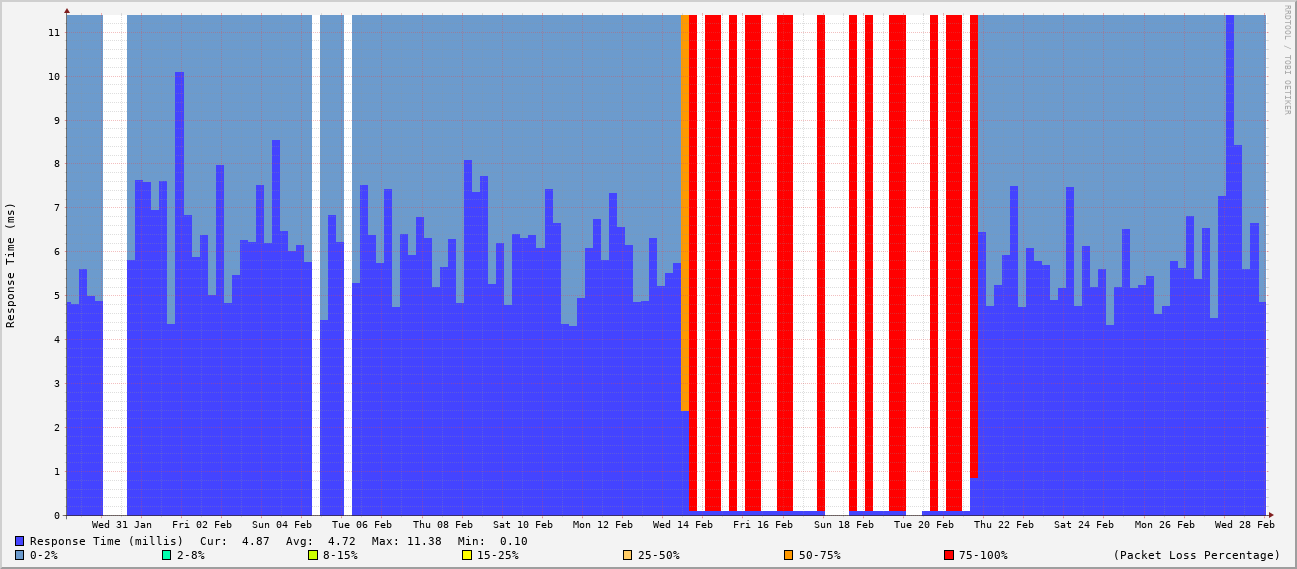 RRDTOOL / TOBI OETIKER
Response Time (ms)
11
10
9
8
7
6
5
4
3
2
1
0
Wed 31 Jan Fri 02 Feb Sun 04 Feb Tue 06 Feb Thu 08 Feb Sat 10 Feb Mon 12 Feb Wed 14 Feb Fri 16 Feb Sun 18 Feb Tue 20 Feb Thu 22 Feb Sat 24 Feb Mon 26 Feb Wed 28 Feb
Response Time (millis) Cur: 4.87 Avg: 4.72 Max: 11.38 Min: 0.10
0-2% 2-8% 8-15% 15-25% 25-50% 50-75% 75-100% (Packet Loss Percentage)